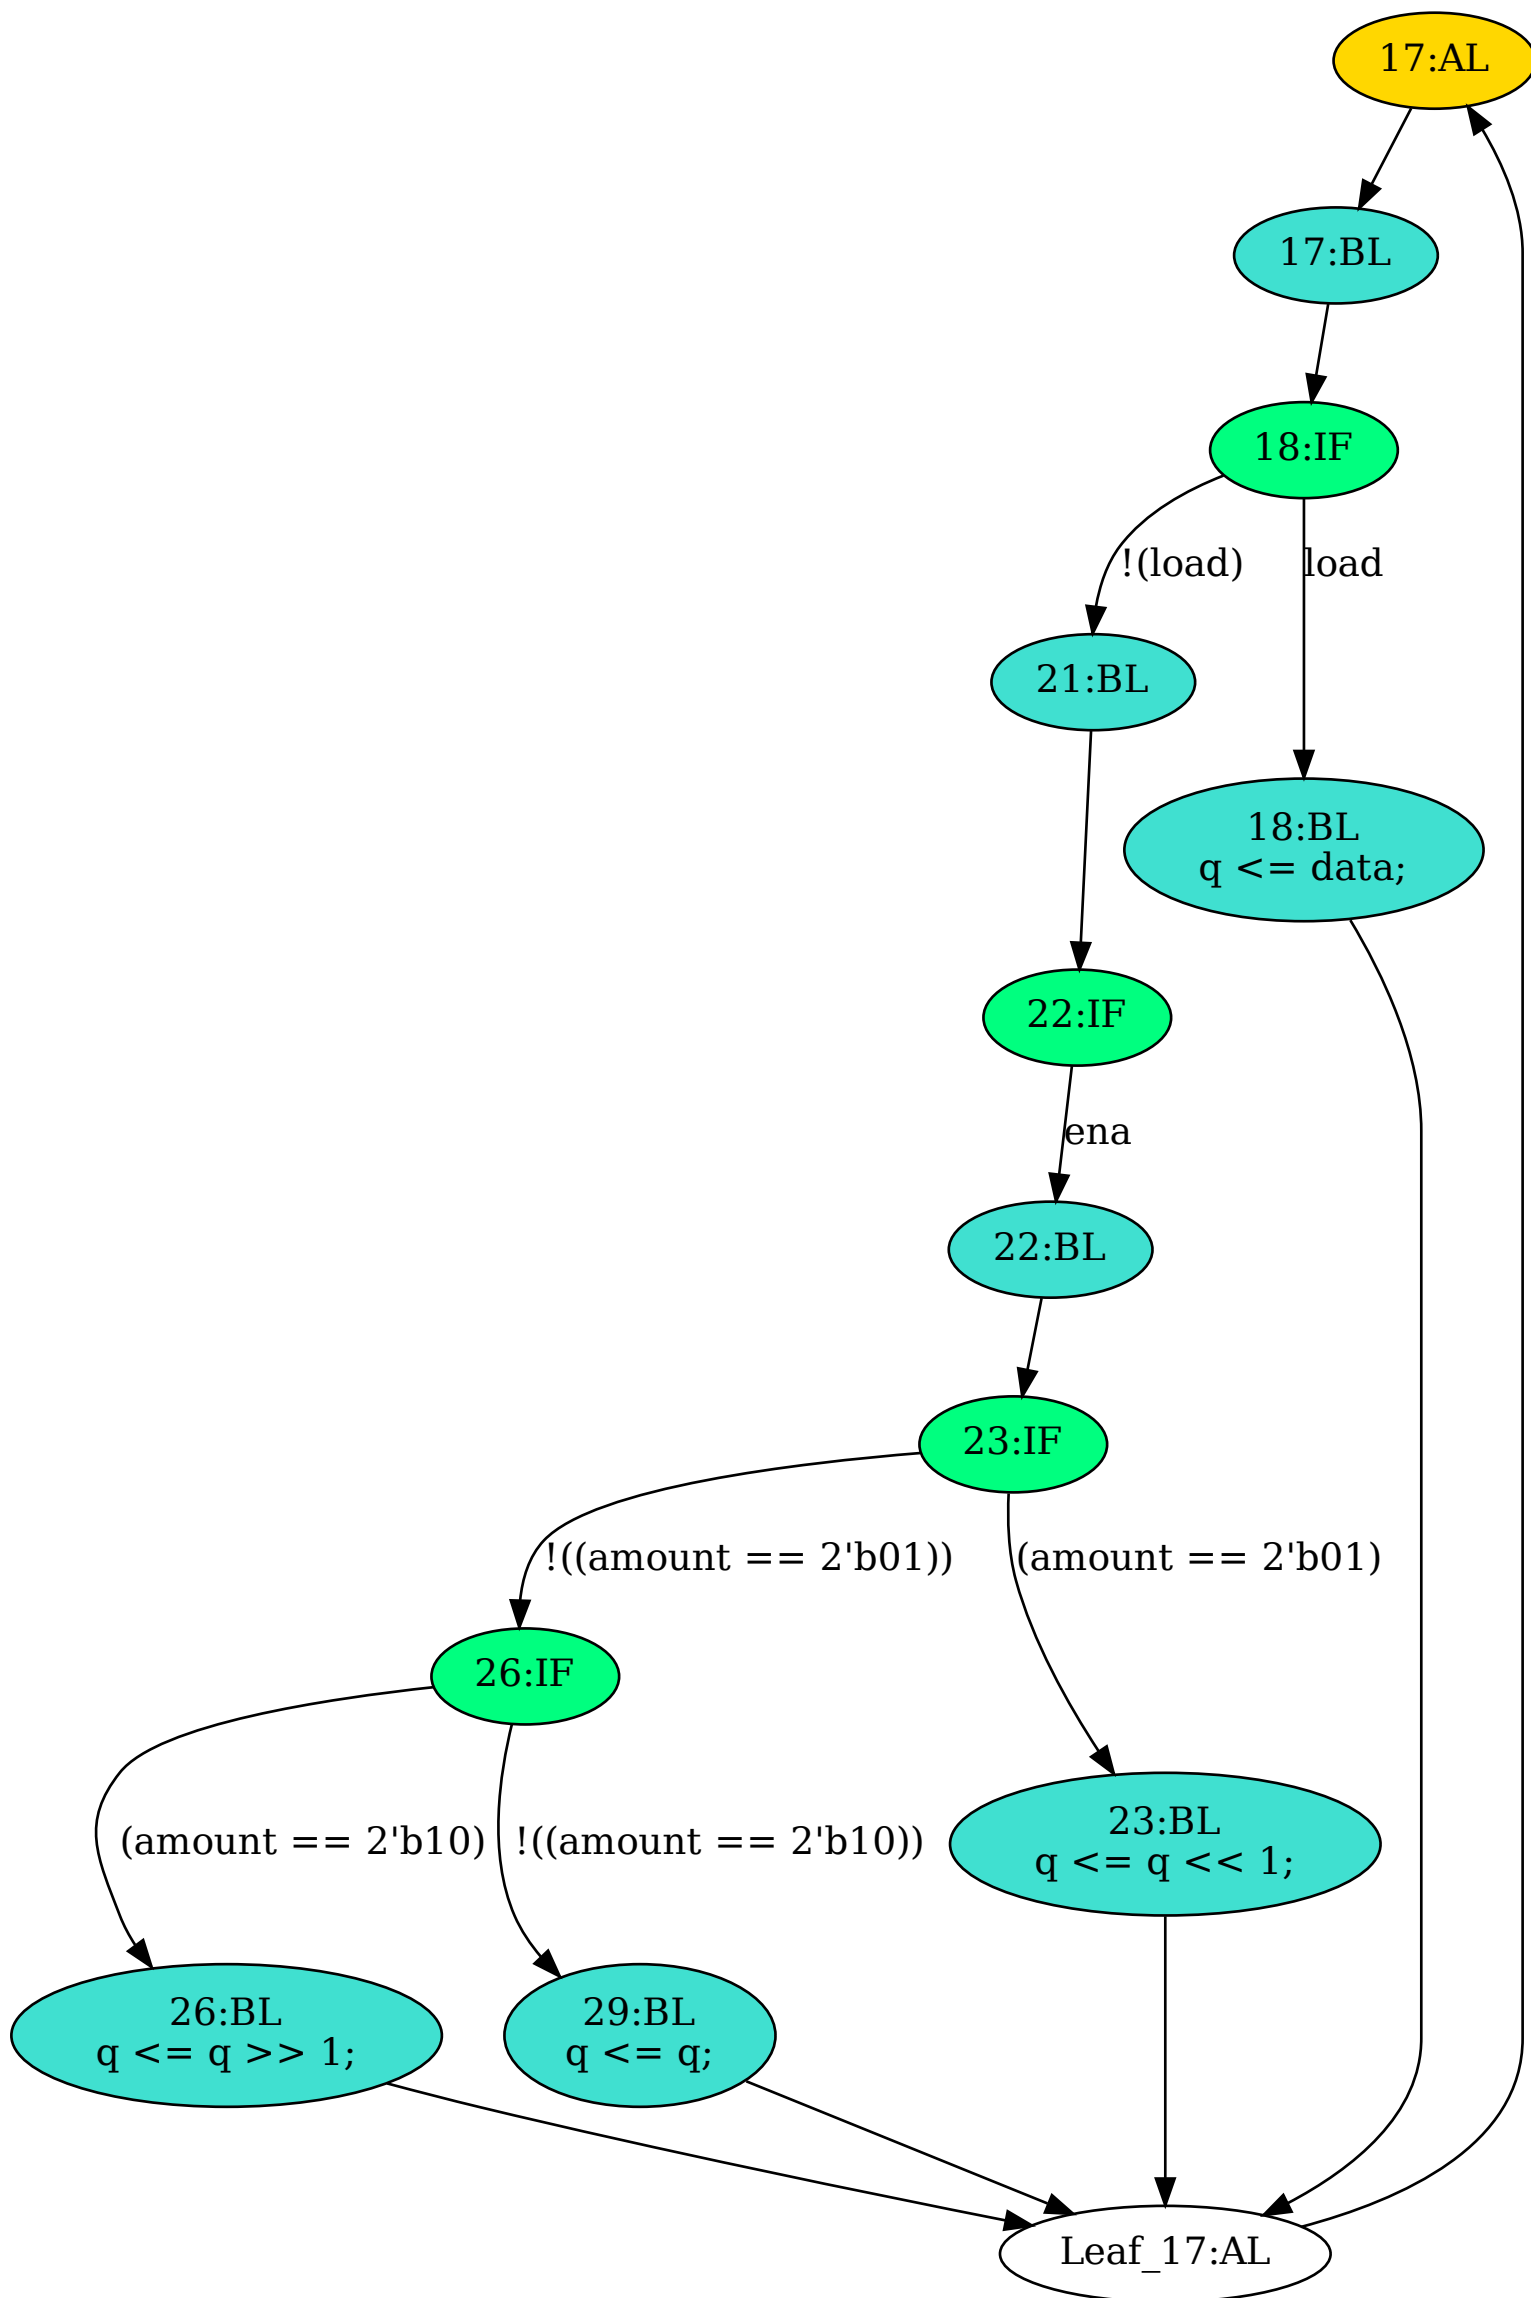 17:AL
17:BL
18:IF
!(load)
load
21:BL
18:BL
q <= data;
22:IF
ena
22:BL
23:IF
!((amount == 2'b01))
(amount == 2'b01)
26:IF
(amount == 2'b10)
!((amount == 2'b10))
23:BL
q <= q << 1;
26:BL
q <= q >> 1;
29:BL
q <= q;
Leaf_17:AL